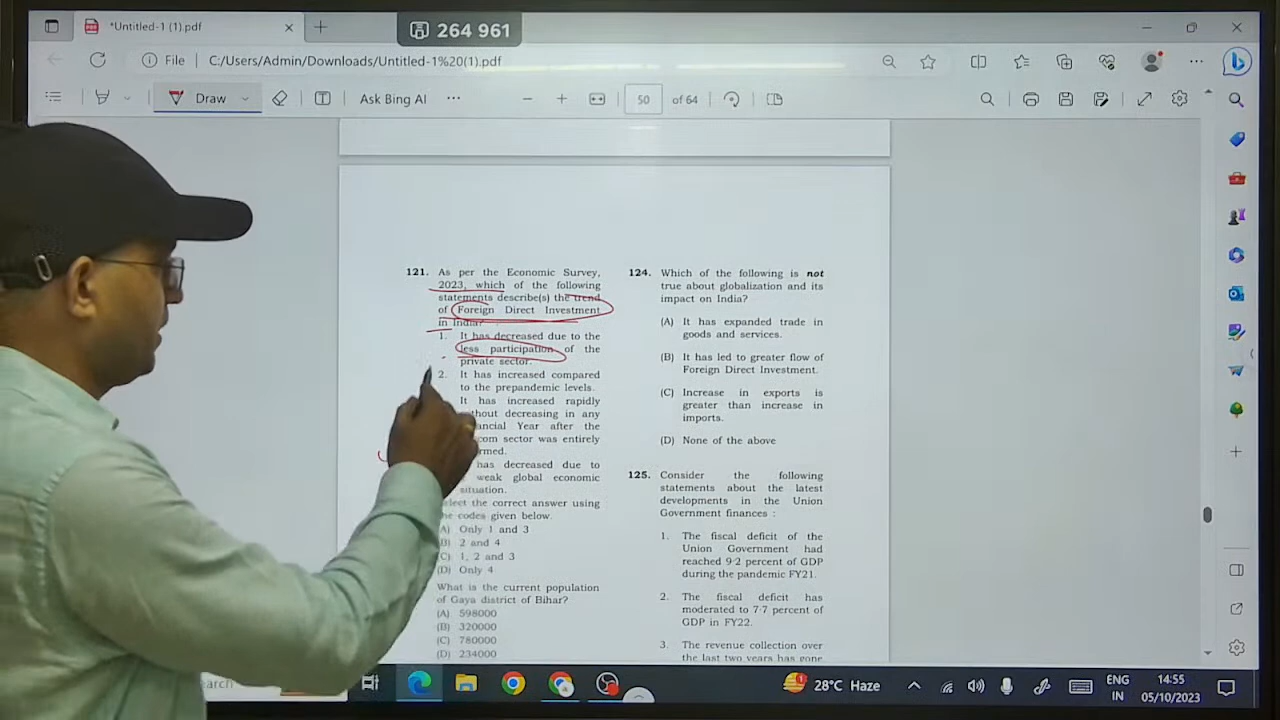 *Untitled-1 (1).pdf
264 961
File
C:/Users/Admin/Downloads/Untitled-1%20(1).pdf
Draw
Ask Bing AI
50
of 64
121. As per the Economic Survey,
2023, which of the following
statements describe(s) the trend
of Foreign Direct Investment
in India?
1. It has decreased due to the
less participation of the
private sector.
2. It has increased compared
to the prepandemic levels.
It has increased rapidly
without decreasing in any
ancial Year after the
com sector was entirely
rmed.
has decreased due to
weak global economic
situation.
elect the correct answer using
he codes given below.
A) Only 1 and 3
(B) 2 and 4
(C) 1, 2 and 3
(D) Only 4
What is the current population
of Gaya district of Bihar?
(A) 598000
(B) 320000
(C) 780000
(D) 234000
124. Which of the following is not
true about globalization and its
impact on India?
(A) It has expanded trade in
goods and services.
(B) It has led to greater flow of
Foreign Direct Investment.
(C) Increase in exports is
greater than increase in
imports.
(D) None of the above
125. Consider the following
statements about the latest
developments in the Union
Government finances :
1. The fiscal deficit of the
Union Government had
reached 9·2 percent of GDP
during the pandemic FY21.
2. The fiscal deficit has
moderated to 7·7 percent of
GDP in FY22.
3. The revenue collection over
the last two years has gone
earch
28°C Haze
ENG
IN
14:55
05/10/2023